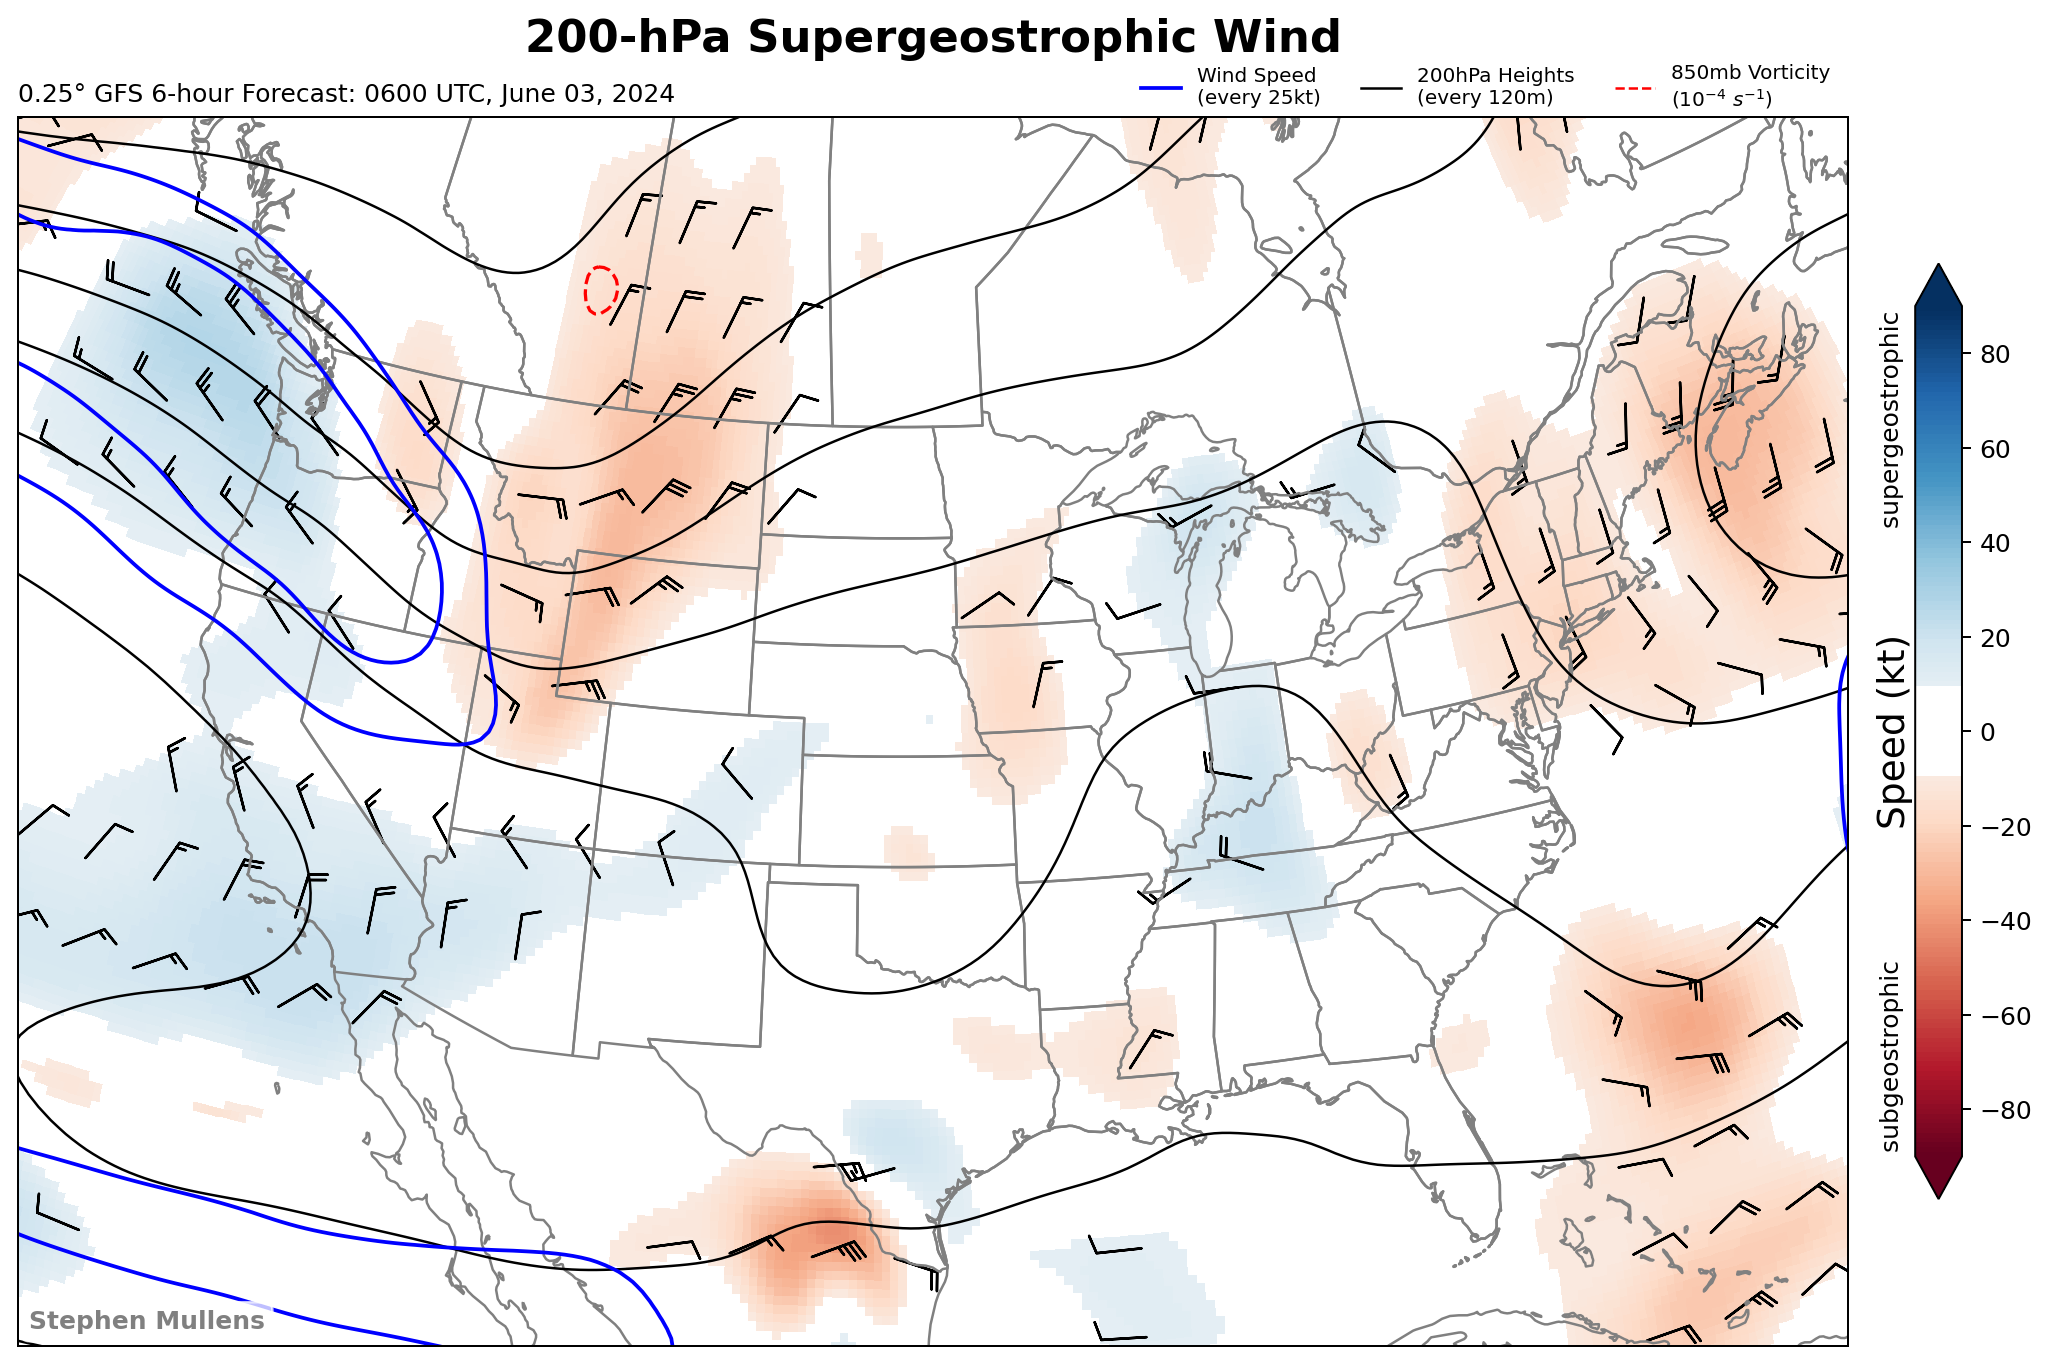 200-hPa Supergeostrophic Wind
0.25° GFS 6-hour Forecast: 0600 UTC, June 03, 2024
Wind Speed
(every 25kt)
200hPa Heights
(every 120m)
850mb Vorticity
(10⁻⁴ s⁻¹)
supergeostrophic
Speed (kt)
subgeostrophic
80
60
40
20
0
−20
−40
−60
−80
Stephen Mullens